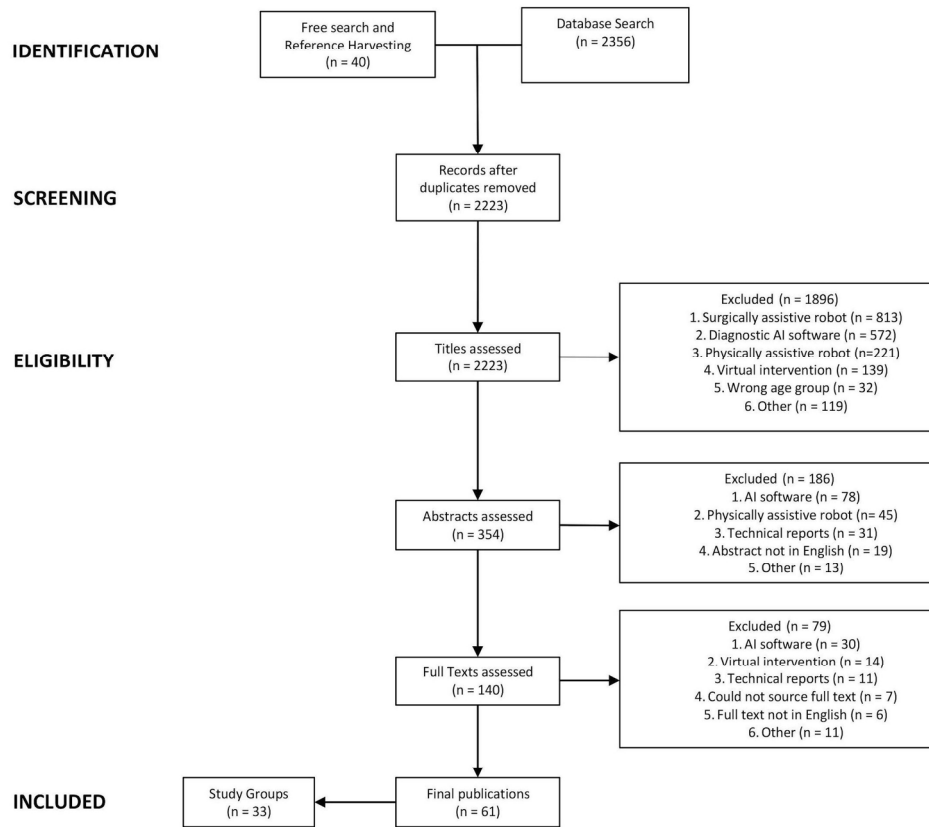 IDENTIFICATION
Free search and
Reference Harvesting
(n = 40)
Database Search
(n = 2356)
SCREENING
Records after
duplicates removed
(n = 2223)
ELIGIBILITY
Titles assessed
(n = 2223)
Excluded (n = 1896)
1. Surgically assistive robot (n = 813)
2. Diagnostic AI software (n = 572)
3. Physically assistive robot (n=221)
4. Virtual intervention (n = 139)
5. Wrong age group (n = 32)
6. Other (n = 119)
Abstracts assessed
(n = 354)
Excluded (n = 186)
1. AI software (n = 78)
2. Physically assistive robot (n= 45)
3. Technical reports (n = 31)
4. Abstract not in English (n = 19)
5. Other (n = 13)
Full Texts assessed
(n = 140)
Excluded (n = 79)
1. AI software (n = 30)
2. Virtual intervention (n = 14)
3. Technical reports (n = 11)
4. Could not source full text (n = 7)
5. Full text not in English (n = 6)
6. Other (n = 11)
INCLUDED
Study Groups
(n = 33)
Final publications
(n = 61)